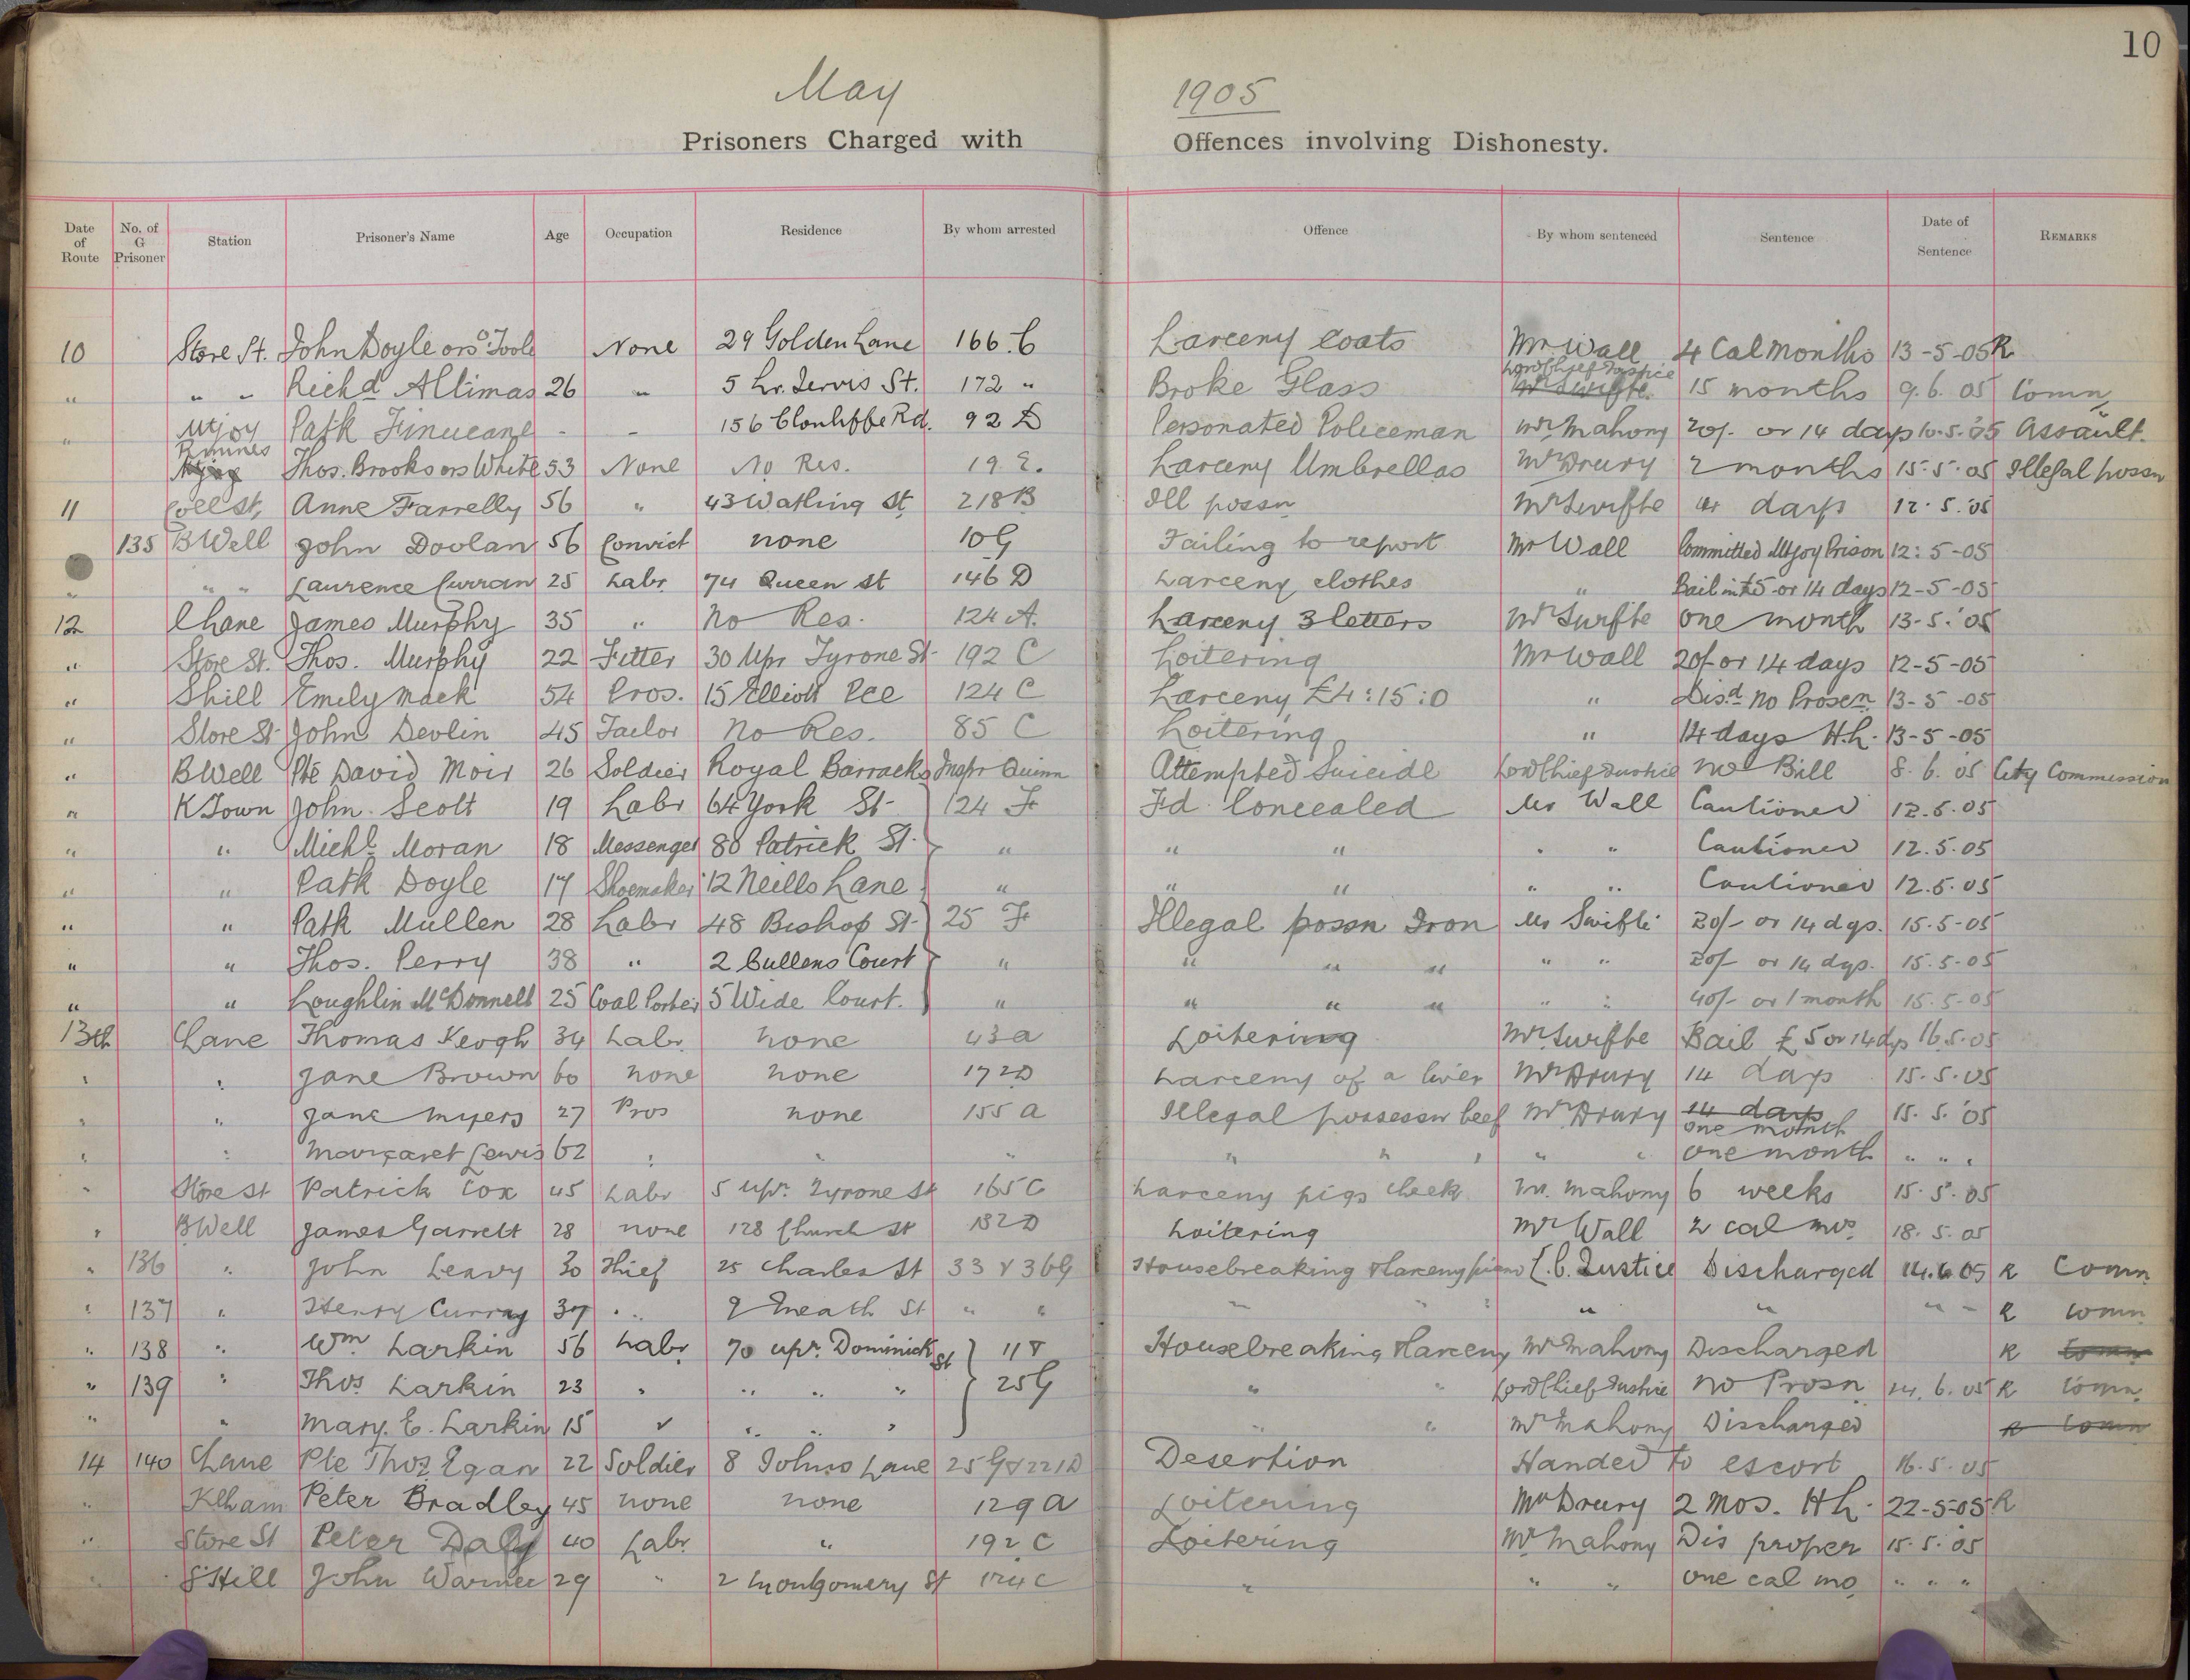 10
May 1905
Prisoners Charged with Offences involving Dishonesty.
Date of Route No. of G Prisoner Station Prisoner's Name Age Occupation Residence By whom arrested Offence By whom sentenced Sentence Date of Sentence REMARKS
10 Store St. John Doyle ors O'Toole None 29 Golden Lane 166 C Larceny Coats Mr Wall 4 Cal Months 13-5-05 R
" " " Richd Altimas 26 " 5 Lr. Jervis St. 172 " Broke Glass Lord Chief Justice Mr Swifte. 15 months 9.6.05 Comn
" Mtjoy Patk Finucane - - 156 Clonliffe Rd. 92 D Personated Policeman Mr Mahony 20/- or 14 days 10.5.'05 Assault.
Thos. Brooks ors White 53 None No Res. 19 E. Larceny Umbrellas Mr Drury 2 months 15.5.05 Illegal possn
11 Coll St, Anne Farrelly 56 " 43 Watling St 218 B Ill possn Mr Swifte 14 days 12.5.'05
135 B Well John Doolan 56 Convict none 10 G Failing to report Mr Wall Committed Mtjoy Prison 12:5-05
" " " Laurence Curran 25 Labr 74 Queen St 146 D Larceny clothes " Bail in £5 or 14 days 12-5-05
12 C Lane James Murphy 35 " No Res. 124 A. Larceny 3 letters Mr Swifte One month 13-5.'05
" Store St. Thos. Murphy 22 Fitter 30 Upr Tyrone St 192 C Loitering Mr Wall 20/- or 14 days 12-5-05
" S hill Emily Mack 54 Pros. 15 Elliott Pce 124 C Larceny £4:15:0 " Disd. No Prosen 13-5-05
" Store St. John Devlin 45 Tailor No Res. 85 C Loitering " 14 days H.h. 13-5-05
" B Well Pte David Moir 26 Soldier Royal Barracks Inspr Quinn Attempted Suicide Lord Chief Justice No Bill 8.6.05 City Commission
" K Town John. Scott 19 Labr 64 York St 124 F Fd. Concealed Mr Wall Cautioned 12.5.05
" " Michl. Moran 18 Messenger 80 Patrick St. " " " " " Cautioned 12.5.05
" " Patk Doyle 17 Shoemaker 12 Neills Lane " " " " " Cautioned 12.5.05
" " Patk Mullen 28 Labr 48 Bishop St 25 F Illegal possn Iron Mr Swifte 20/- or 14 dys. 15.5-05
" " Thos. Perry 38 " 2 Cullens Court " " " " " " 20/- or 14 dys. 15.5-05
" " Loughlin McDonnell 25 Coal Porter 5 Wide Court. " " " " " " 40/- or 1 month 15.5-05
13th C Lane Thomas Keogh 34 Labr none 43 a Loitering Mr. Swifte Bail £5 or 14 dys 16.5.05
" " Jane Brown 60 none none 172 D Larceny of a liver Mr Drury 14 days 15.5.05
" " Jane Myers 27 Pros none 155 a Illegal possessn beef Mr. Drury 14 days one month 15.5.'05
" " Margaret Lewis 62 " " " " " " " " one month " " "
" Store St Patrick Cox 45 Labr 5 upr. Tyrone St 165 C Larceny pigs cheek Mr. Mahony 6 weeks 15.5.05
" B Well James Garrett 28 none 128 Church St 182 D Loitering Mr Wall 2 cal mos. 18.5.05
" 136 " John Leavy 30 Thief 25 Charles St 33 & 36 G Housebreaking & larceny L.C. Justice Discharged 14.6.05 R Comn
" 137 " Henry Curray 37 " 9 Meath St " " " " " " " " " R Comn
" 138 " Wm. Larkin 56 Labr 70 upr. Dominick St 11 & Housebreaking & larceny Mr Mahony Discharged R Comn
" 139 " Thos. Larkin 23 " " " " 25 G " " Lord Chief Justice No Prosn 14.6.05 R Comn
" " Mary. E. Larkin 15 " " " " " Mr Mahony Discharged R Comn
14 140 C Lane Pte Thos Egan 22 Soldier 8 Johns Lane 25 G & 221 D Desertion Handed to escort 16.5.05
" Klham Peter Bradley 45 none none 129 a Loitering Mr Drury 2 mos. Hh. 22-5-05 R
" Store St Peter Daly 40 Labr. " 192 C Loitering Mr. Mahony Dis proper 15.5.05
S Hill John Warner 29 " 2 Montgomery St 124 C " " " One cal mo " " "